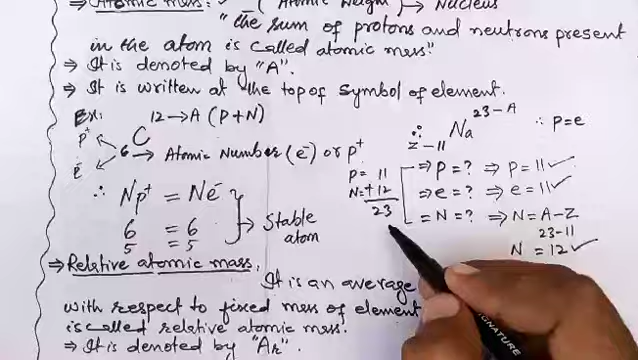 ⇒ Atomic Mass: (Atomic Weight) → Nucleus
"the sum of protons and neutrons present
in the atom is called atomic mess"
⇒ It is denoted by "A".
⇒ It is written at the top of symbol of element.
Ex: 12→A (P+N)
p+
C
e̅
6 → Atomic Number (e̅) or p+
∴ Np+ = Ne̅
6 = 6
5 = 5
Stable
atom
Na 23-A
∴ p=e
∴
Z-11
p= 11
N=+12
23
⇒ p=? ⇒ p=11 ✓
⇒ e=? ⇒ e=11 ✓
= N=? ⇒ N=A-Z
23-11
N = 12 ✓
⇒ Relative atomic mass.
It is an average
with respect to fixed mess of element
is called relative atomic mess.
⇒ It is denoted by "Ar".
SIGNATURE